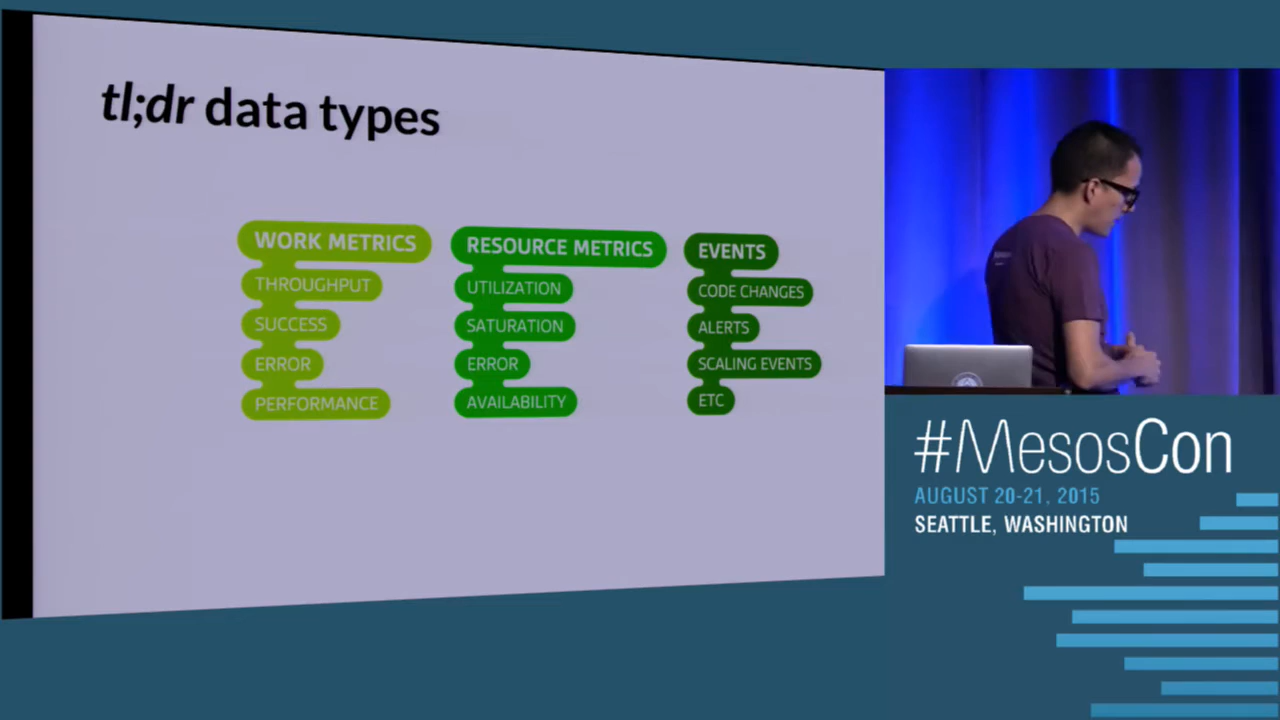 tl;dr data types
WORK METRICS
THROUGHPUT
SUCCESS
ERROR
PERFORMANCE
RESOURCE METRICS
UTILIZATION
SATURATION
ERROR
AVAILABILITY
EVENTS
CODE CHANGES
ALERTS
SCALING EVENTS
ETC
#MesosCon
AUGUST 20-21, 2015
SEATTLE, WASHINGTON